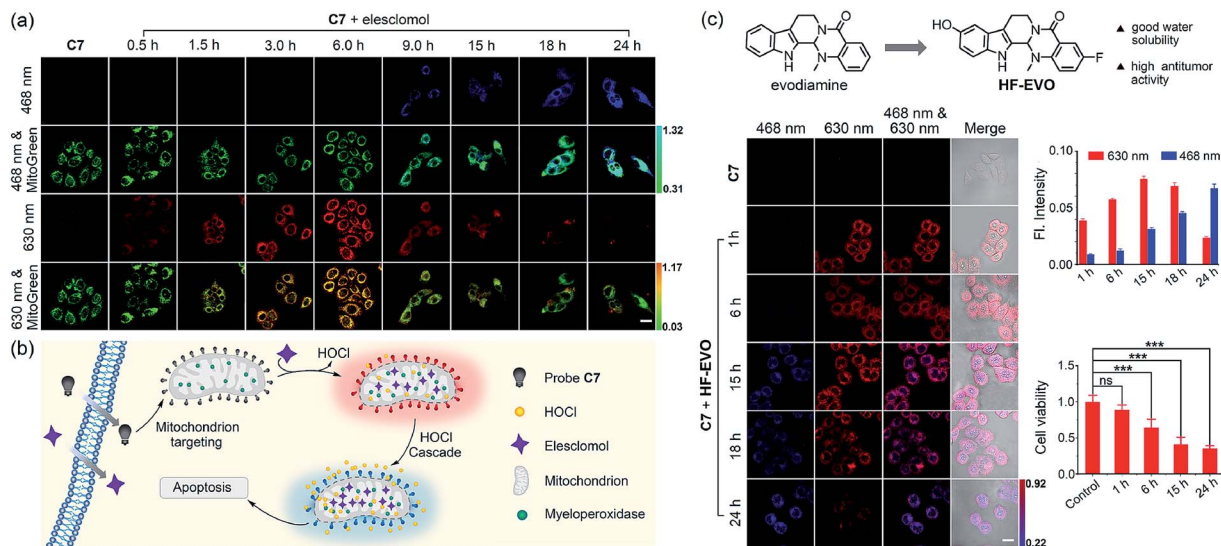 (a)
C7 + elesclomol
C7
0.5 h
1.5 h
3.0 h
6.0 h
9.0 h
15 h
18 h
24 h
468 nm
468 nm &
MitoGreen
1.32
0.31
630 nm
630 nm &
MitoGreen
1.17
0.03
(b)
HOCl
Mitochondrion
targeting
HOCl
Cascade
Apoptosis
Probe C7
HOCl
Elesclomol
Mitochondrion
Myeloperoxidase
(c)
O
N
N
H
N
evodiamine
HO
O
N
N
H
N
F
HF-EVO
▲ good water
solubility
▲ high antitumor
activity
468 nm
630 nm
468 nm &
630 nm
Merge
C7
C7 + HF-EVO
1 h
6 h
15 h
18 h
24 h
0.92
0.22
630 nm
468 nm
Fl. Intensity
0.10
0.05
0.00
1 h
6 h
15 h
18 h
24 h
Cell viability
1.5
1.0
0.5
0.0
***
***
***
ns
Control
1 h
6 h
15 h
24 h